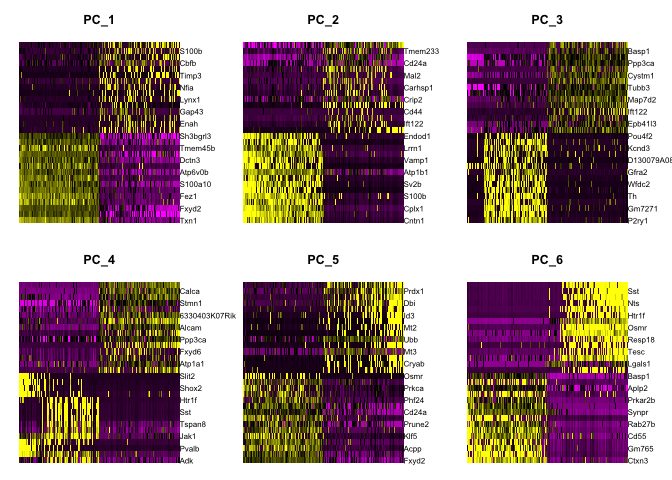 PC_1
S100b
Cbfb
Timp3
Nfia
Lynx1
Gap43
Enah
Sh3bgrl3
Tmem45b
Dctn3
Atp6v0b
S100a10
Fez1
Fxyd2
Txn1
PC_2
Tmem233
Cd24a
Mal2
Carhsp1
Crip2
Cd44
Ift122
Endod1
Lrm1
Vamp1
Atp1b1
Sv2b
S100b
Cplx1
Cntn1
PC_3
Basp1
Ppp3ca
Cystm1
Tubb3
Map7d2
Ift122
Epb41l3
Pou4f2
Kcnd3
D130079A08
Gfra2
Wfdc2
Th
Gm7271
P2ry1
PC_4
Calca
Stmn1
6330403K07Rik
Alcam
Ppp3ca
Fxyd6
Atp1a1
Slit2
Shox2
Htr1f
Sst
Tspan8
Jak1
Pvalb
Adk
PC_5
Prdx1
Dbi
Id3
Mt2
Ubb
Mt3
Cryab
Osmr
Prkca
Phf24
Cd24a
Prune2
Klf5
Acpp
Fxyd2
PC_6
Sst
Nts
Htr1f
Osmr
Resp18
Tesc
Lgals1
Basp1
Aplp2
Prkar2b
Synpr
Rab27b
Cd55
Gm765
Ctxn3